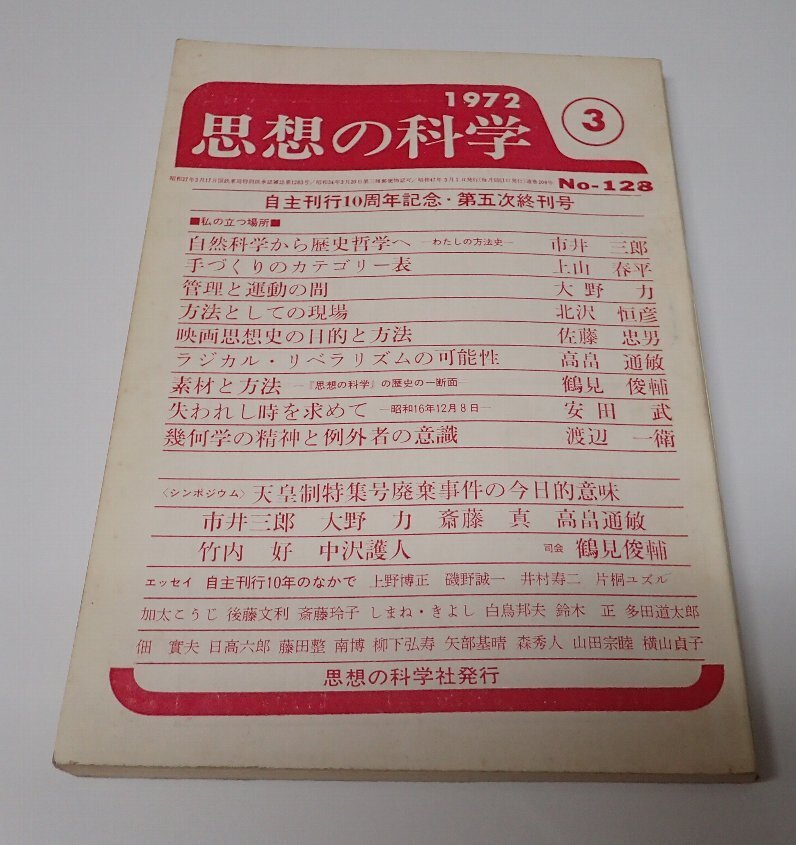 1972
3
思想の科学
No-128
自主刊行10周年記念・第五次終刊号
■私の立つ場所■
自然科学から歴史哲学へ —わたしの方法史— 市井 三郎
手づくりのカテゴリー表 上山 春平
管理と運動の間 大野 力
方法としての現場 北沢 恒彦
映画思想史の目的と方法 佐藤 忠男
ラジカル・リベラリズムの可能性 高畠 通敏
素材と方法 —『思想の科学』の歴史の一断面— 鶴見 俊輔
失われし時を求めて —昭和16年12月8日— 安田 武
幾何学の精神と例外者の意識 渡辺 一衛
〈シンポジウム〉 天皇制特集号廃棄事件の今日的意味
市井三郎 大野 力 斎藤 真 高畠通敏
竹内 好 中沢護人 司会 鶴見俊輔
エッセイ 自主刊行10年のなかで 上野博正 磯野誠一 井村寿二 片桐ユズル
加太こうじ 後藤文利 斎藤玲子 しまね・きよし 白鳥邦夫 鈴木 正 多田道太郎
佃 實夫 日高六郎 藤田整 南博 柳下弘寿 矢部基晴 森秀人 山田宗睦 横山貞子
思想の科学社発行